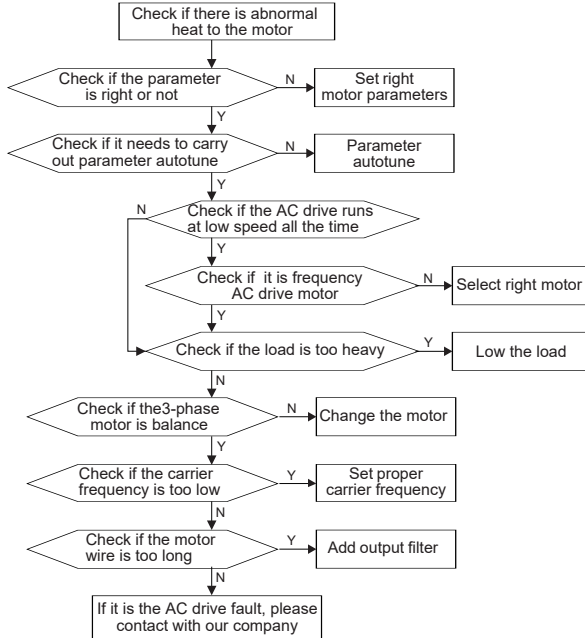 Check if there is abnormal
heat to the motor
Check if the parameter
is right or not
N
Set right
motor parameters
Y
Check if it needs to carry
out parameter autotune
N
Parameter
autotune
Y
N
Check if the AC drive runs
at low speed all the time
Y
Check if it is frequency
AC drive motor
N
Select right motor
Y
Check if the load is too heavy
Y
Low the load
N
Check if the3-phase
motor is balance
N
Change the motor
Y
Check if the carrier
frequency is too low
Y
Set proper
carrier frequency
N
Check if the motor
wire is too long
Y
Add output filter
N
If it is the AC drive fault, please
contact with our company